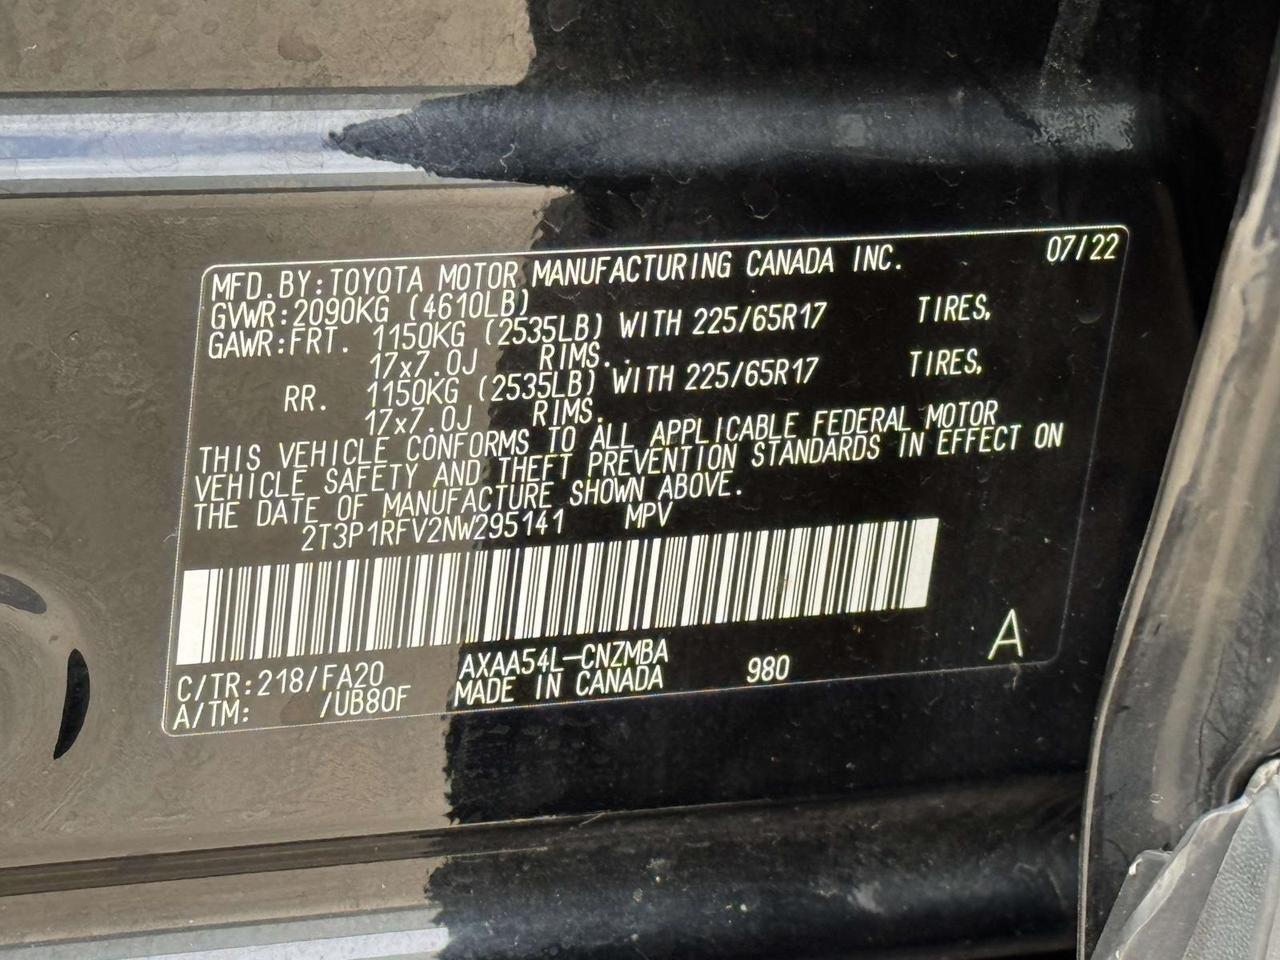 MFD.BY:TOYOTA MOTOR MANUFACTURING CANADA INC. 07/22
GVWR:2090KG (4610LB)
GAWR:FRT. 1150KG (2535LB) WITH 225/65R17 TIRES,
17x7.0J RIMS.
RR. 1150KG (2535LB) WITH 225/65R17 TIRES,
17x7.0J RIMS.
THIS VEHICLE CONFORMS TO ALL APPLICABLE FEDERAL MOTOR
VEHICLE SAFETY AND THEFT PREVENTION STANDARDS IN EFFECT ON
THE DATE OF MANUFACTURE SHOWN ABOVE.
2T3P1RFV2NW295141 MPV
C/TR:218/FA20 AXAA54L-CNZMBA 980 A
A/TM: /UB80F MADE IN CANADA